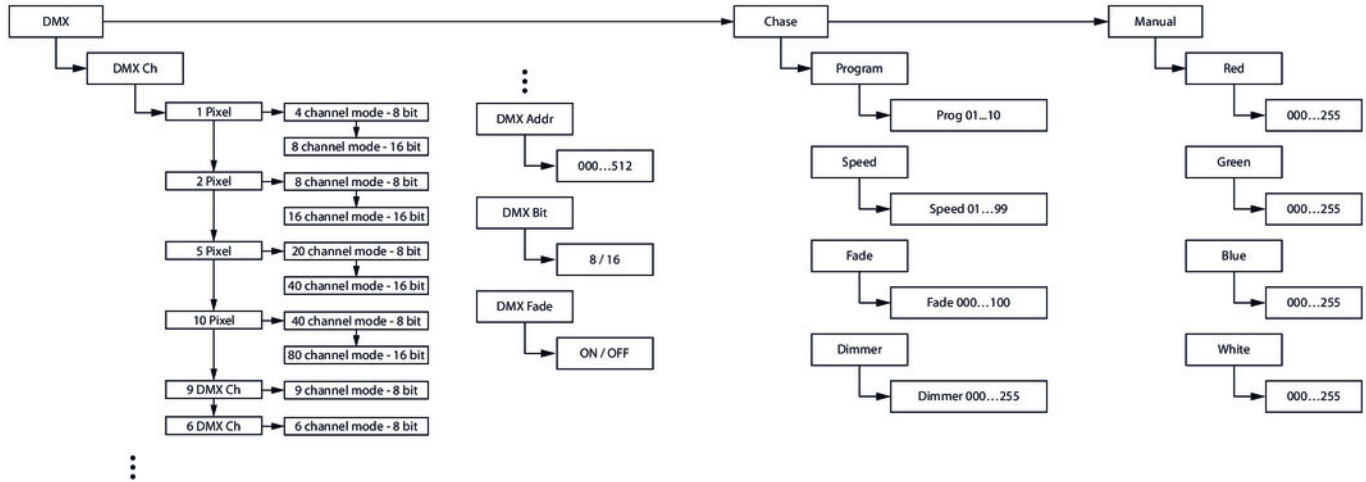 DMX
DMX Ch
1 Pixel
4 channel mode - 8 bit
8 channel mode - 16 bit
2 Pixel
8 channel mode - 8 bit
16 channel mode - 16 bit
5 Pixel
20 channel mode - 8 bit
40 channel mode - 16 bit
10 Pixel
40 channel mode - 8 bit
80 channel mode - 16 bit
9 DMX Ch
9 channel mode - 8 bit
6 DMX Ch
6 channel mode - 8 bit
DMX Addr
000...512
DMX Bit
8 / 16
DMX Fade
ON / OFF
Chase
Program
Prog 01...10
Speed
Speed 01...99
Fade
Fade 000...100
Dimmer
Dimmer 000...255
Manual
Red
000...255
Green
000...255
Blue
000...255
White
000...255